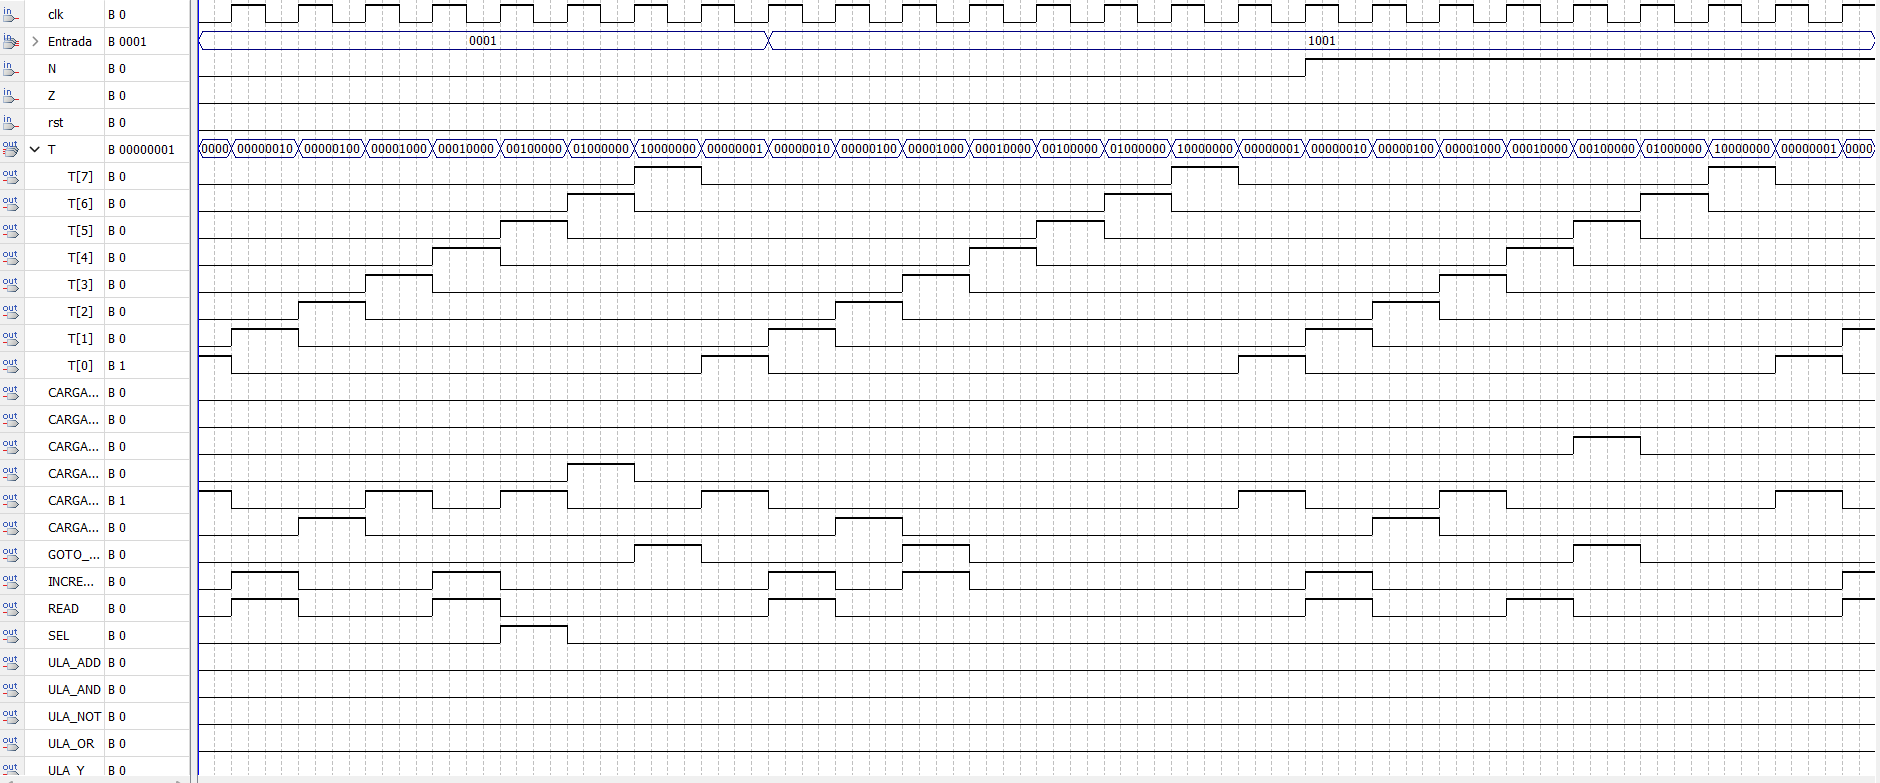 in clk B 0
in Entrada B 0001 0001 1001
in N B 0
in Z B 0
in rst B 0
out T B 00000001 0000 00000010 00000100 00001000 00010000 00100000 01000000 10000000 00000001 00000010 00000100 00001000 00010000 00100000 01000000 10000000 00000001 00000010 00000100 00001000 00010000 00100000 01000000 10000000 00000001 0000
out T[7] B 0
out T[6] B 0
out T[5] B 0
out T[4] B 0
out T[3] B 0
out T[2] B 0
out T[1] B 0
out T[0] B 1
out CARGA... B 0
out CARGA... B 0
out CARGA... B 0
out CARGA... B 0
out CARGA... B 1
out CARGA... B 0
out GOTO_... B 0
out INCRE... B 0
out READ B 0
out SEL B 0
out ULA_ADD B 0
out ULA_AND B 0
out ULA_NOT B 0
out ULA_OR B 0
out ULA_Y B 0